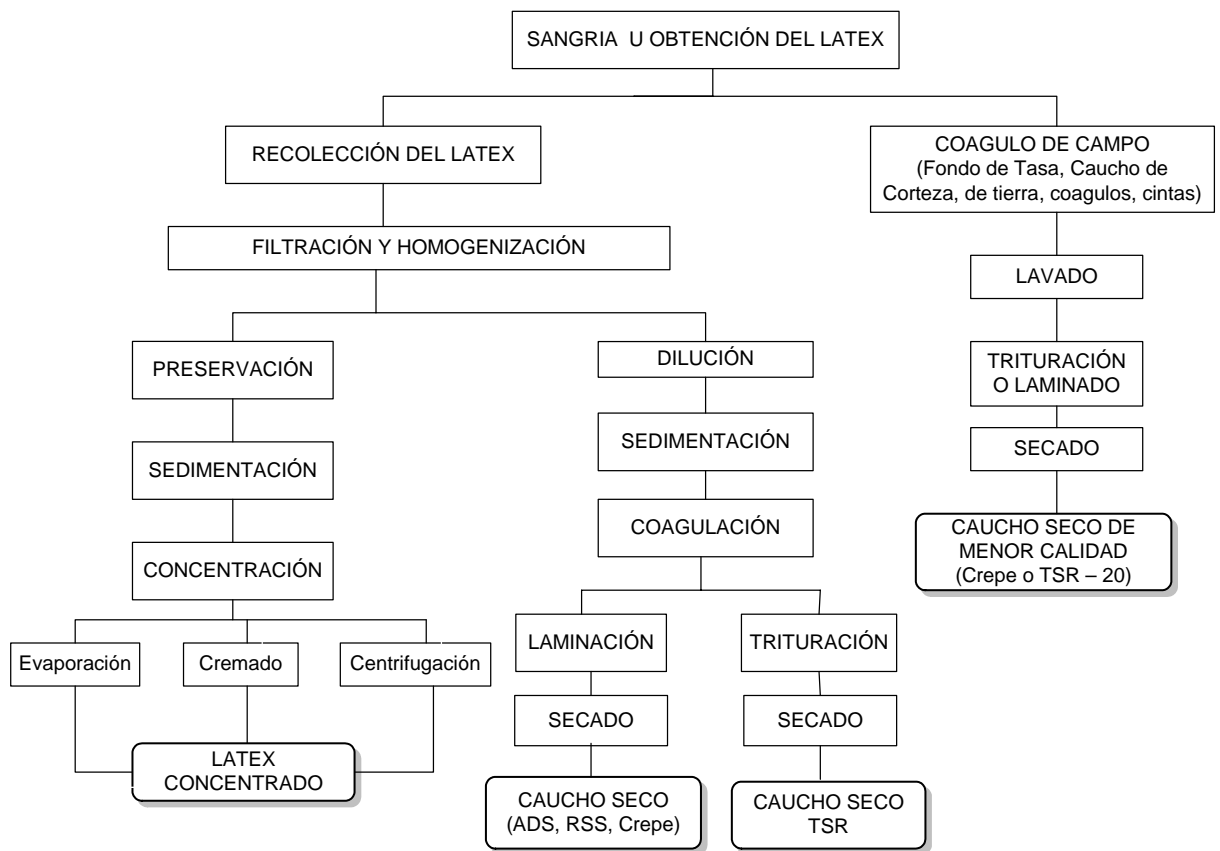 SANGRIA U OBTENCIÓN DEL LATEX
RECOLECCIÓN DEL LATEX
COAGULO DE CAMPO
(Fondo de Tasa, Caucho de
Corteza, de tierra, coagulos, cintas)
FILTRACIÓN Y HOMOGENIZACIÓN
LAVADO
PRESERVACIÓN
DILUCIÓN
TRITURACIÓN
O LAMINADO
SEDIMENTACIÓN
SEDIMENTACIÓN
SECADO
CONCENTRACIÓN
COAGULACIÓN
CAUCHO SECO DE
MENOR CALIDAD
(Crepe o TSR – 20)
Evaporación
Cremado
Centrifugación
LAMINACIÓN
TRITURACIÓN
SECADO
SECADO
LATEX
CONCENTRADO
CAUCHO SECO
(ADS, RSS, Crepe)
CAUCHO SECO
TSR